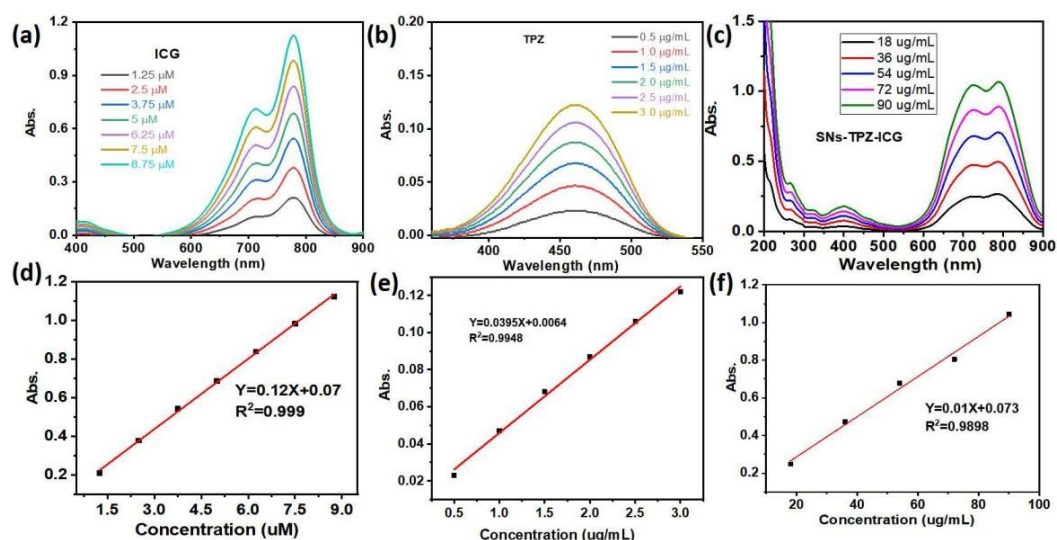 (a)
ICG
1.25 μM
2.5 μM
3.75 μM
5 μM
6.25 μM
7.5 μM
8.75 μM
1.2
0.9
0.6
0.3
0.0
Abs.
400 500 600 700 800 900
Wavelength (nm)
(b)
TPZ
0.5 μg/mL
1.0 μg/mL
1.5 μg/mL
2.0 μg/mL
2.5 μg/mL
3.0 μg/mL
0.20
0.15
0.10
0.05
0.00
Abs.
400 450 500 550
Wavelength (nm)
(c)
18 ug/mL
36 ug/mL
54 ug/mL
72 ug/mL
90 ug/mL
SNs-TPZ-ICG
1.5
1.0
0.5
0.0
Abs.
200 300 400 500 600 700 800 900
Wavelength (nm)
(d)
1.2
1.0
0.8
0.6
0.4
0.2
Abs.
Y=0.12X+0.07
R²=0.999
1.5 3.0 4.5 6.0 7.5 9.0
Concentration (uM)
(e)
0.12
0.10
0.08
0.06
0.04
0.02
Abs.
Y=0.0395X+0.0064
R²=0.9948
0.5 1.0 1.5 2.0 2.5 3.0
Concentration (ug/mL)
(f)
1.2
1.0
0.8
0.6
0.4
0.2
Abs.
Y=0.01X+0.073
R²=0.9898
20 40 60 80 100
Concentration (ug/mL)